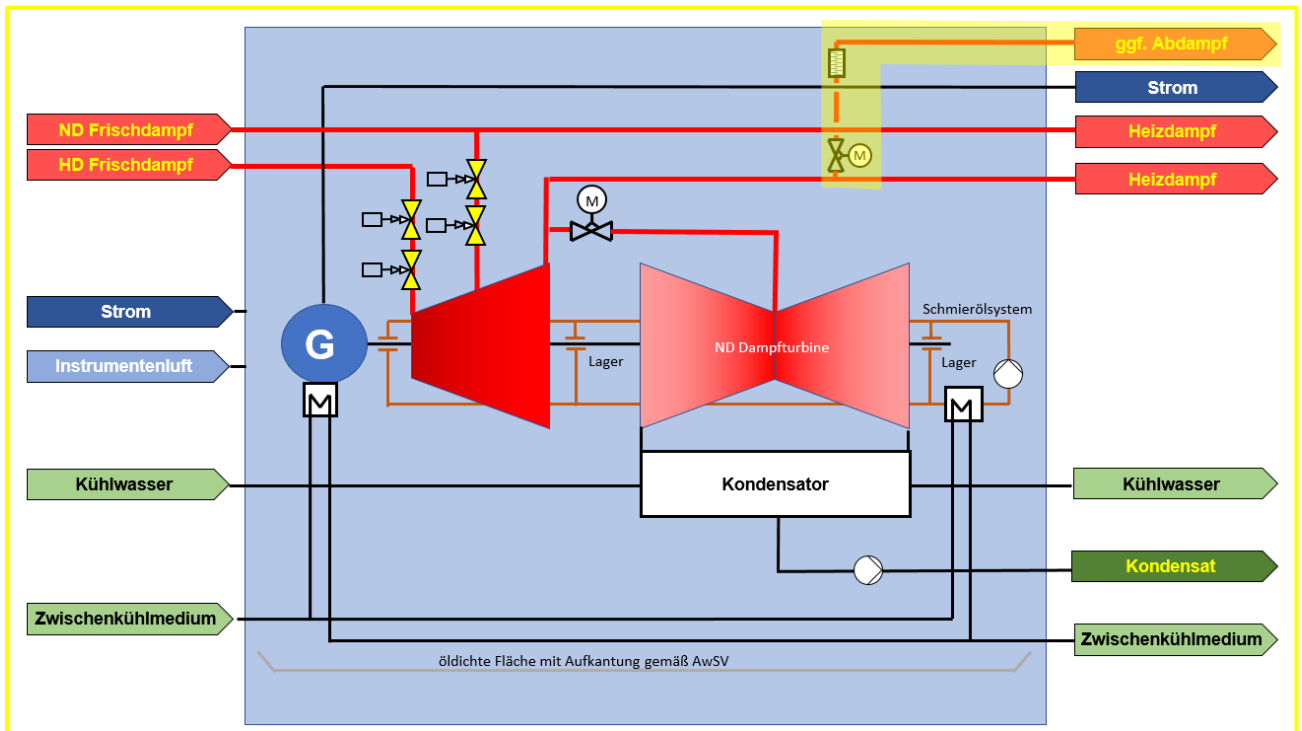 ggf. Abdampf
Strom
ND Frischdampf
Heizdampf
HD Frischdampf
M
Heizdampf
M
Strom
Schmierölsystem
G
ND Dampfturbine
Instrumentenluft
Lager
Lager
Kühlwasser
Kondensator
Kühlwasser
Kondensat
Zwischenkühlmedium
Zwischenkühlmedium
öldichte Fläche mit Aufkantung gemäß AwSV